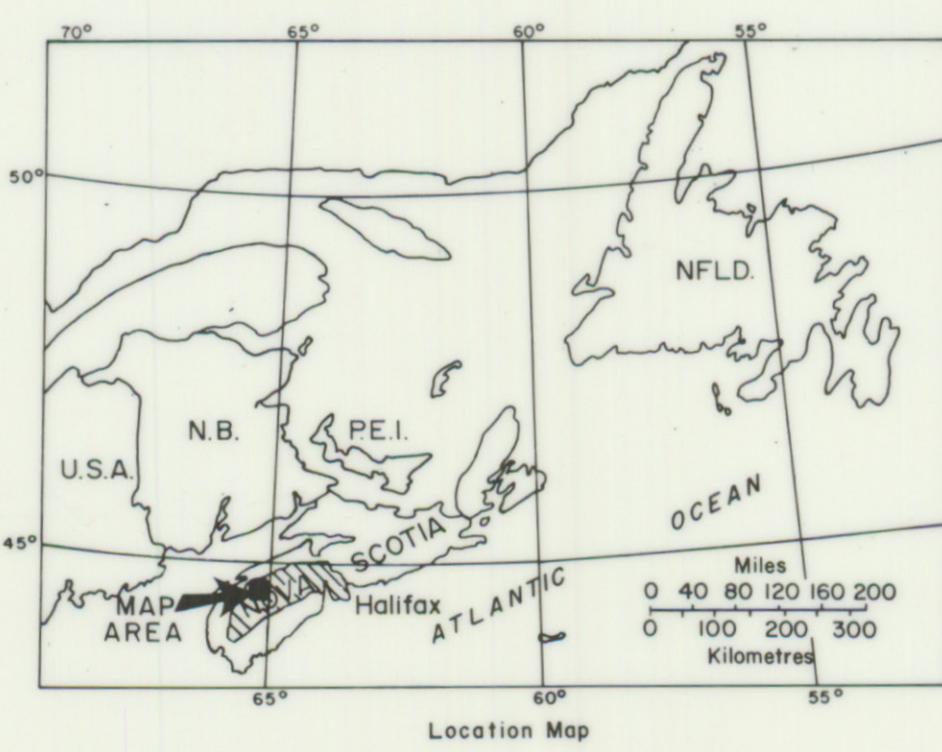 70°
65°
60°
55°
50°
NFLD.
N.B.
P.E.I.
U.S.A.
OCEAN
45°
SCOTIA
Miles
0 40 80 120 160 200
NOVA
ATLANTIC
MAP
AREA
Halifax
0 100 200 300
Kilometres
65°
60°
55°
Location Map